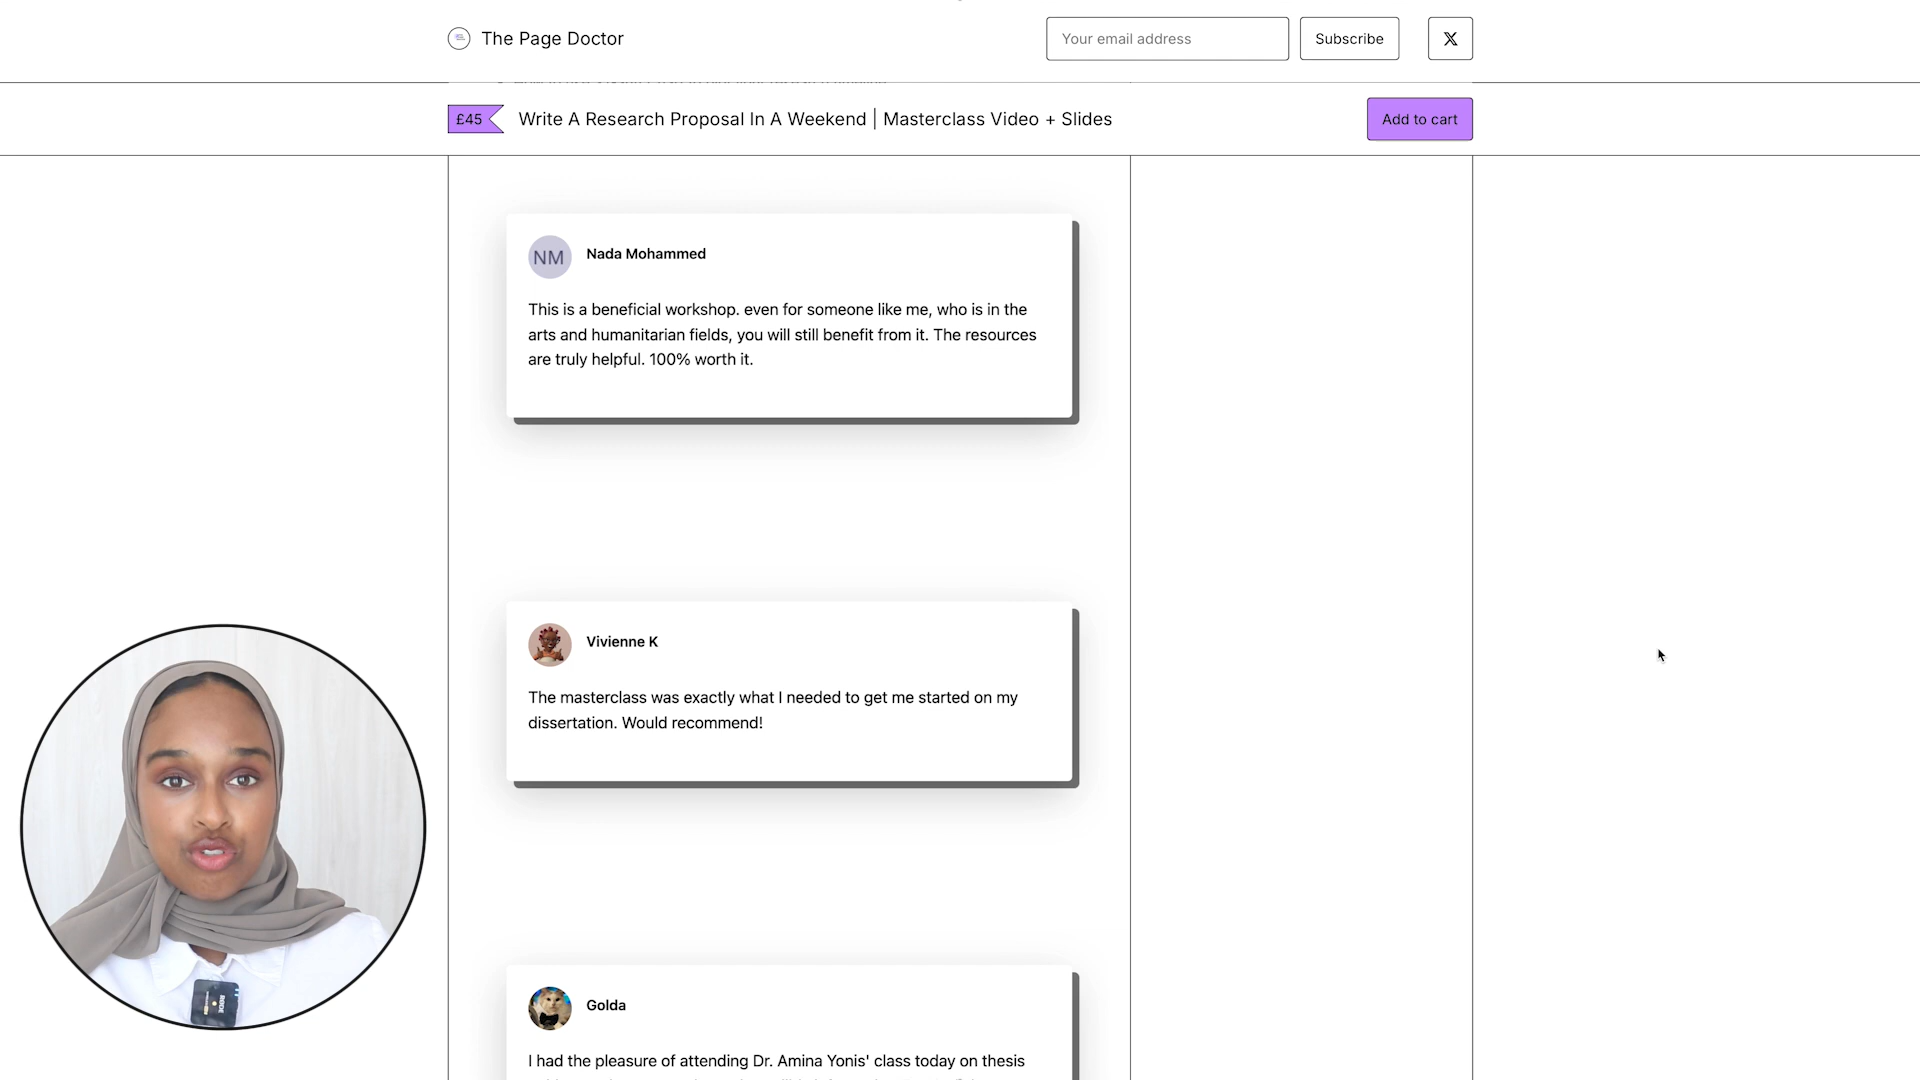 The Page Doctor
Your email address
Subscribe
£45
Write A Research Proposal In A Weekend | Masterclass Video + Slides
Add to cart
NM
Nada Mohammed
This is a beneficial workshop. even for someone like me, who is in the
arts and humanitarian fields, you will still benefit from it. The resources
are truly helpful. 100% worth it.
Vivienne K
The masterclass was exactly what I needed to get me started on my
dissertation. Would recommend!
Golda
I had the pleasure of attending Dr. Amina Yonis' class today on thesis
RODE